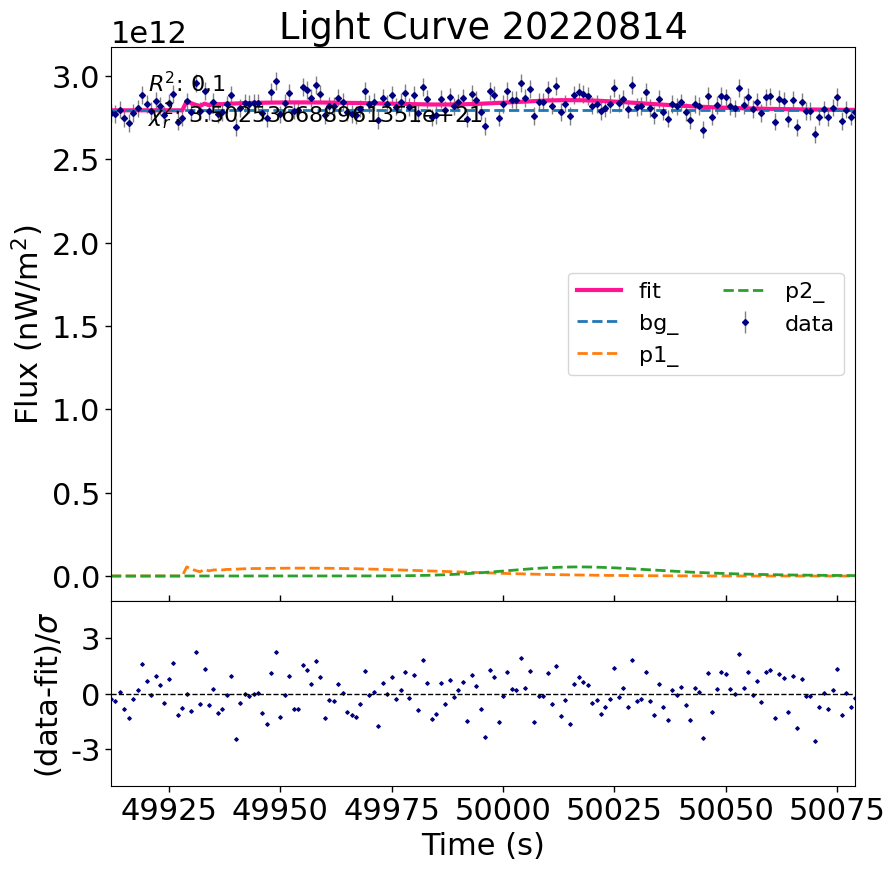 Light Curve 20220814
1e12
3.0
2.5
2.0
1.5
1.0
0.5
0.0
Flux (nW/m²)
R²: 0.1
fit
bg_
p1_
p2_
data
3
0
-3
(data-fit)/σ
49925 49950 49975 50000 50025 50050 50075
Time (s)